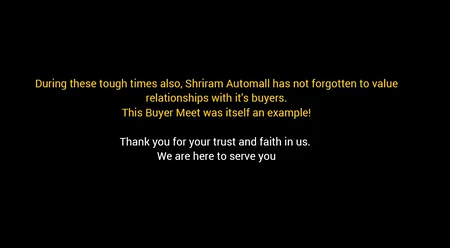 During these tough times also, Shriram Automall has not forgotten to value
relationships with it's buyers.
This Buyer Meet was itself an example!
Thank you for your trust and faith in us.
We are here to serve you